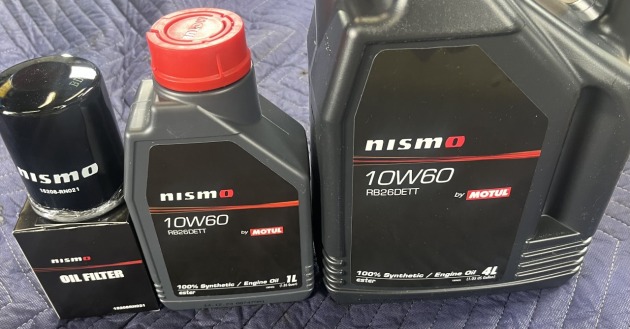 nismo
15208-RN021
nismo
OIL FILTER
nismo
10W60
RB26DETT
by MOTUL
100% Synthetic / Engine Oil 1L
ester
nismo
10W60
RB26DETT
by MOTUL
100% Synthetic / Engine Oil 4L
ester